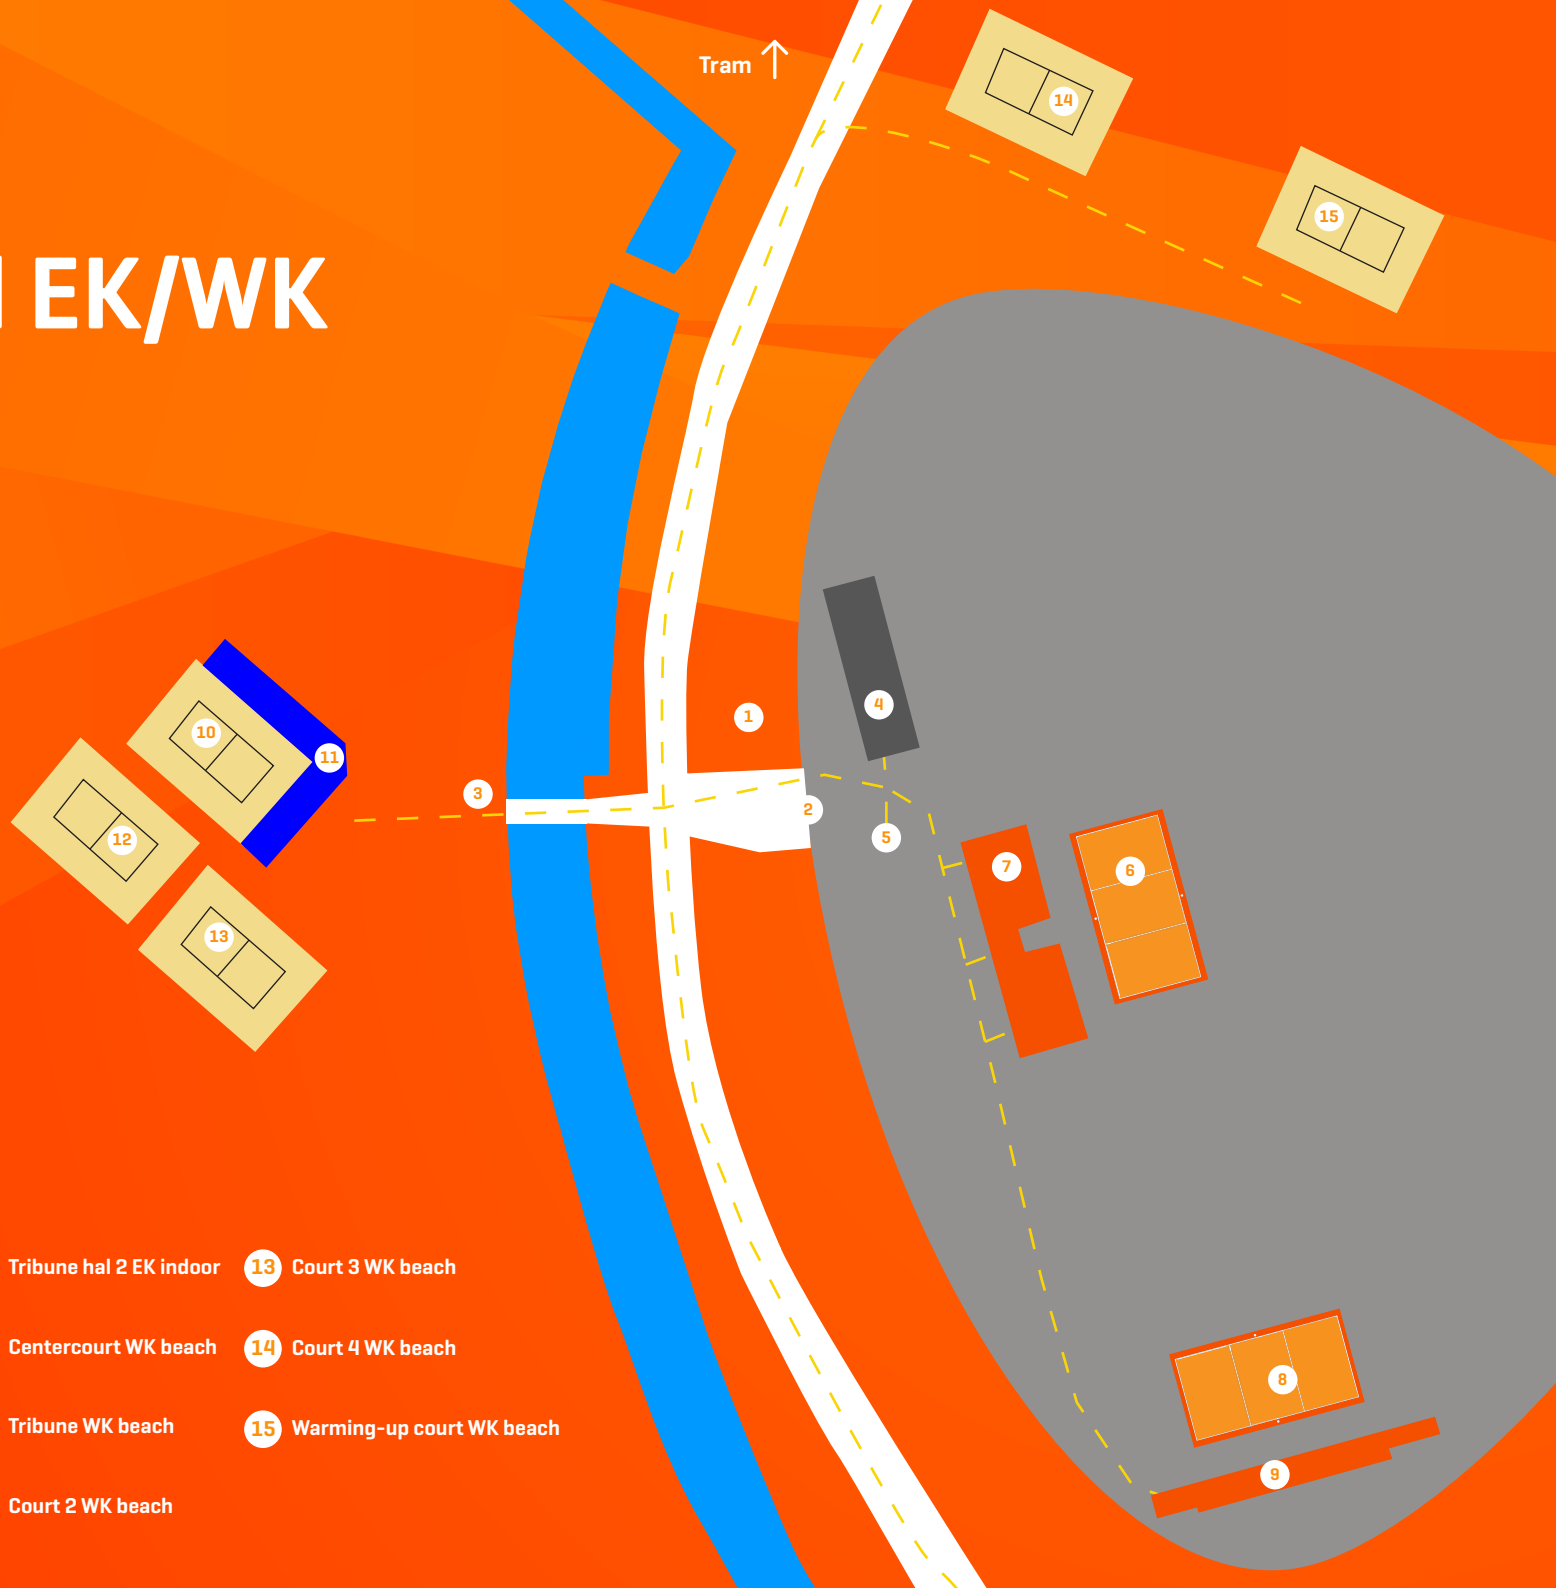 Tram
14
15
EK/WK
4
1
10
11
3
2
5
12
7
6
13
Tribune hal 2 EK indoor
13 Court 3 WK beach
Centercourt WK beach
14 Court 4 WK beach
8
Tribune WK beach
15 Warming-up court WK beach
9
Court 2 WK beach